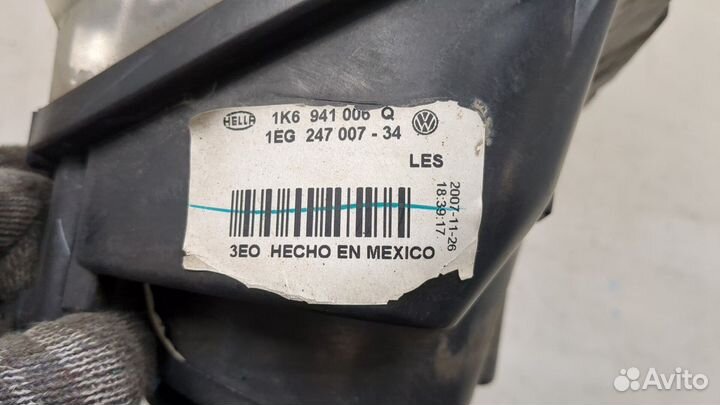 HELLA 1K6 941 006 Q
1EG 247 007 - 34
LES
2007-11-26
18:39:17
3EO HECHO EN MEXICO
Avito